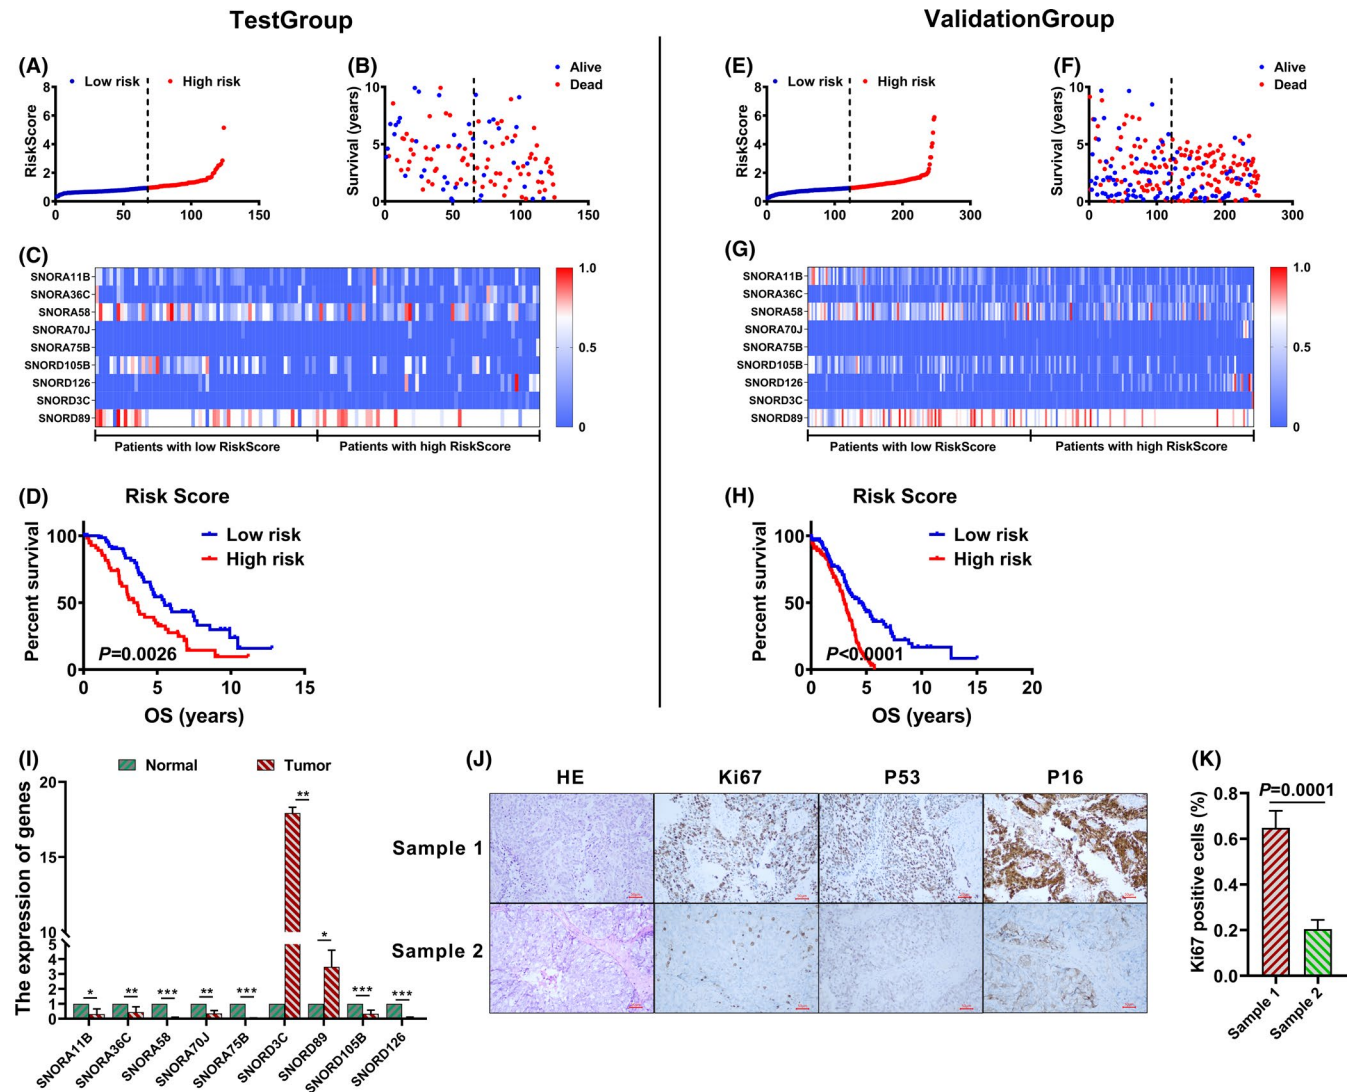 TestGroup
ValidationGroup
(A)
Low risk
High risk
RiskScore
8
6
4
2
0
0
50
100
150
(B)
Alive
Dead
Survival (years)
10
5
0
0
50
100
150
(E)
Low risk
High risk
RiskScore
8
6
4
2
0
0
100
200
300
(F)
Alive
Dead
Survival (years)
10
5
0
0
100
200
300
(C)
SNORA11B
SNORA36C
SNORA58
SNORA70J
SNORA75B
SNORD105B
SNORD126
SNORD3C
SNORD89
1.0
0.5
0
Patients with low RiskScore
Patients with high RiskScore
(G)
SNORA11B
SNORA36C
SNORA58
SNORA70J
SNORA75B
SNORD105B
SNORD126
SNORD3C
SNORD89
1.0
0.5
0
Patients with low RiskScore
Patients with high RiskScore
(D)
Risk Score
Low risk
High risk
Percent survival
100
50
0
P=0.0026
0
5
10
15
OS (years)
(H)
Risk Score
Low risk
High risk
Percent survival
100
50
0
P<0.0001
0
5
10
15
20
OS (years)
(I)
Normal
Tumor
The expression of genes
20
15
10
5
4
3
2
1
0
*
**
***
**
***
**
*
***
***
SNORA11B
SNORA36C
SNORA58
SNORA70J
SNORA75B
SNORD3C
SNORD89
SNORD105B
SNORD126
(J)
HE
Ki67
P53
P16
Sample 1
Sample 2
(K)
P=0.0001
Ki67 positive cells (%)
0.8
0.6
0.4
0.2
0.0
Sample 1
Sample 2